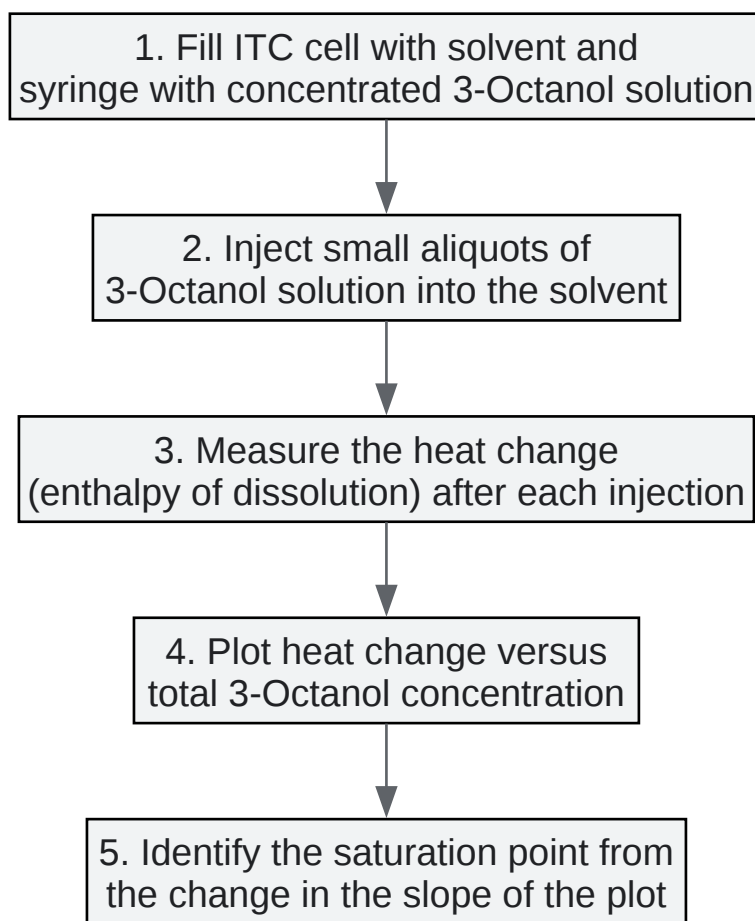 1. Fill ITC cell with solvent and
syringe with concentrated 3-Octanol solution
2. Inject small aliquots of
3-Octanol solution into the solvent
3. Measure the heat change
(enthalpy of dissolution) after each injection
4. Plot heat change versus
total 3-Octanol concentration
5. Identify the saturation point from
the change in the slope of the plot